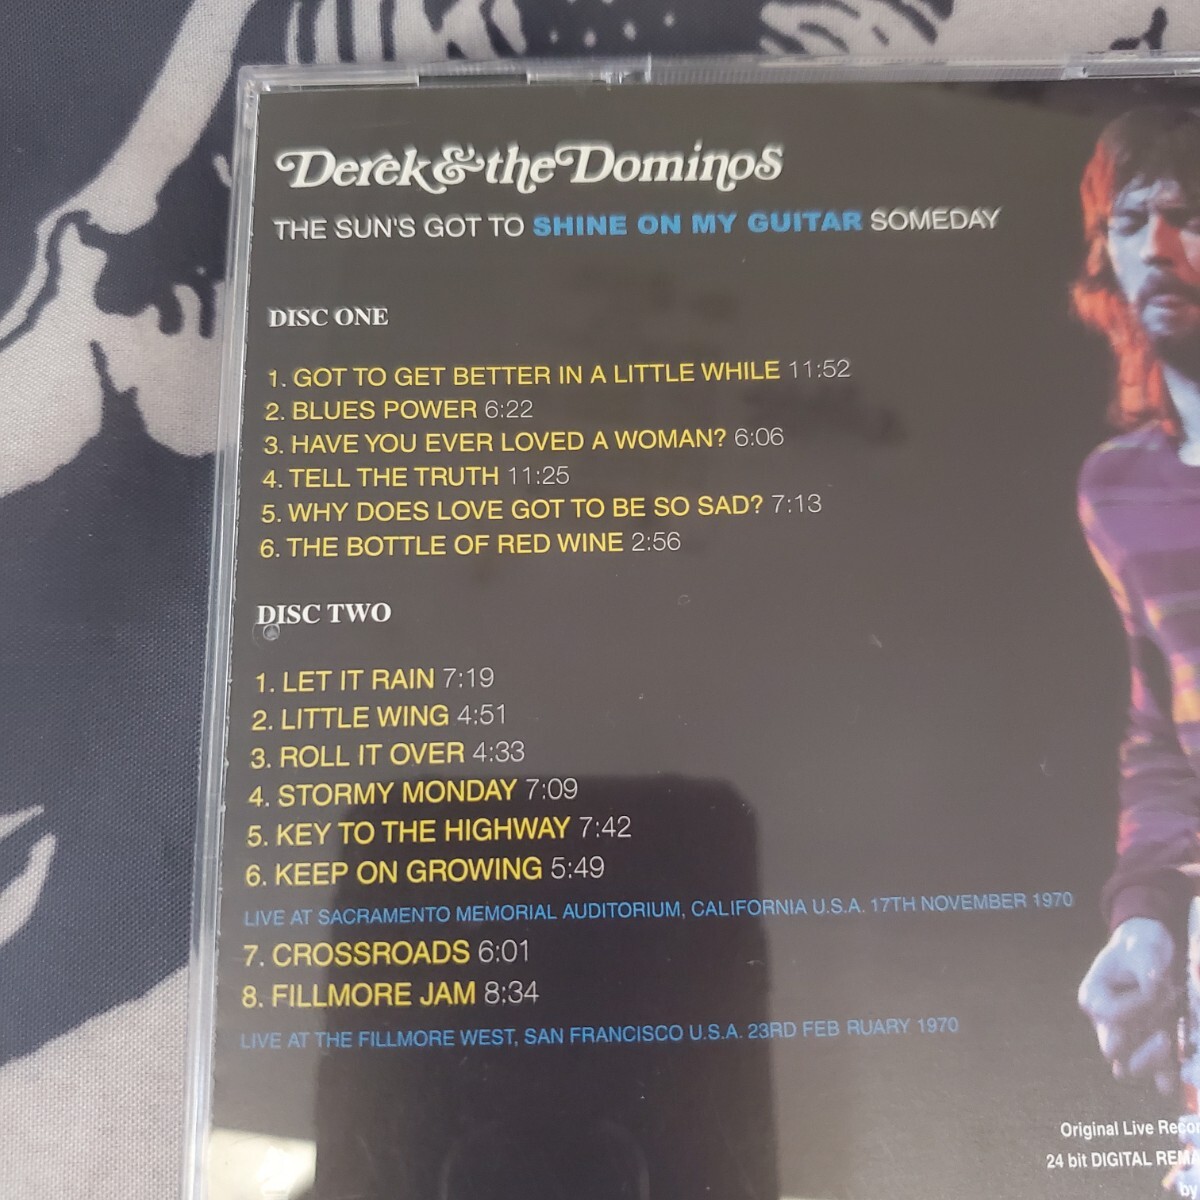 Derek & the Dominos
THE SUN'S GOT TO SHINE ON MY GUITAR SOMEDAY
DISC ONE
1. GOT TO GET BETTER IN A LITTLE WHILE 11:52
2. BLUES POWER 6:22
3. HAVE YOU EVER LOVED A WOMAN? 6:06
4. TELL THE TRUTH 11:25
5. WHY DOES LOVE GOT TO BE SO SAD? 7:13
6. THE BOTTLE OF RED WINE 2:56
DISC TWO
1. LET IT RAIN 7:19
2. LITTLE WING 4:51
3. ROLL IT OVER 4:33
4. STORMY MONDAY 7:09
5. KEY TO THE HIGHWAY 7:42
6. KEEP ON GROWING 5:49
LIVE AT SACRAMENTO MEMORIAL AUDITORIUM, CALIFORNIA U.S.A. 17TH NOVEMBER 1970
7. CROSSROADS 6:01
8. FILLMORE JAM 8:34
LIVE AT THE FILLMORE WEST, SAN FRANCISCO U.S.A. 23RD FEB RUARY 1970
Original Live
24 bit DIGITAL
by